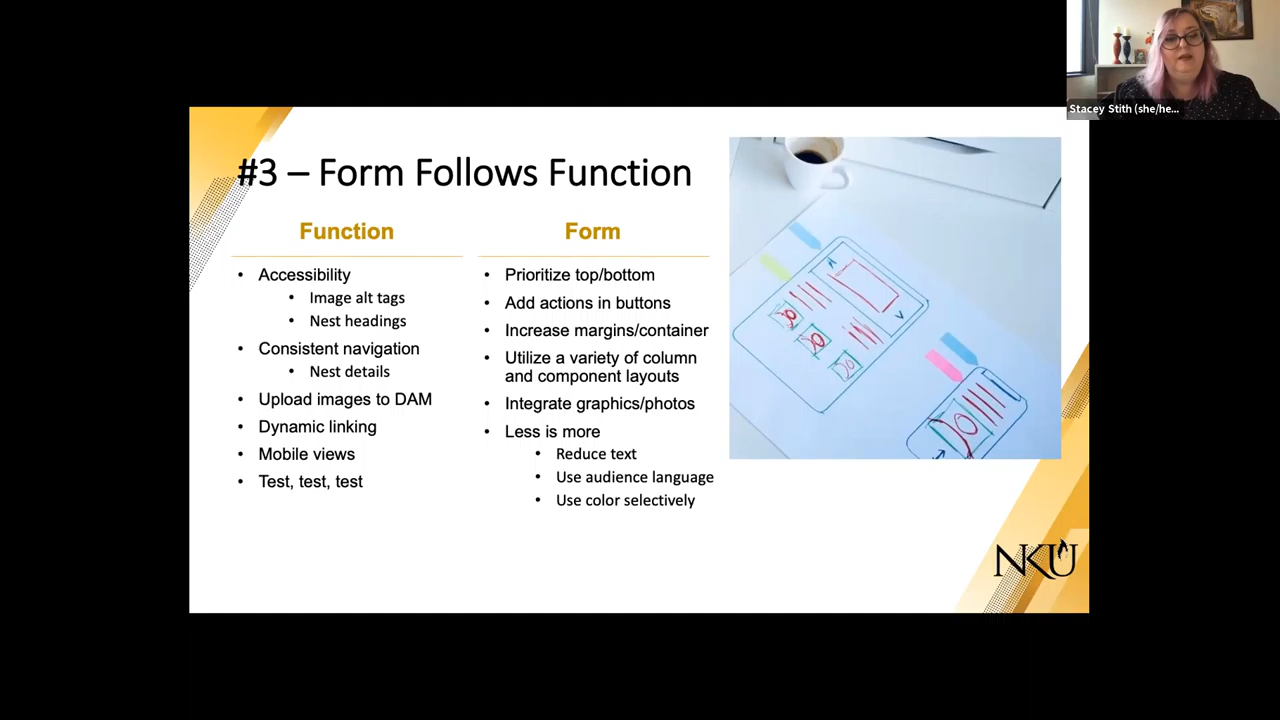 Stacey Stith (she/he...
#3 – Form Follows Function
Function
• Accessibility
• Image alt tags
• Nest headings
• Consistent navigation
• Nest details
• Upload images to DAM
• Dynamic linking
• Mobile views
• Test, test, test
Form
• Prioritize top/bottom
• Add actions in buttons
• Increase margins/container
• Utilize a variety of column
and component layouts
• Integrate graphics/photos
• Less is more
• Reduce text
• Use audience language
• Use color selectively
NKU